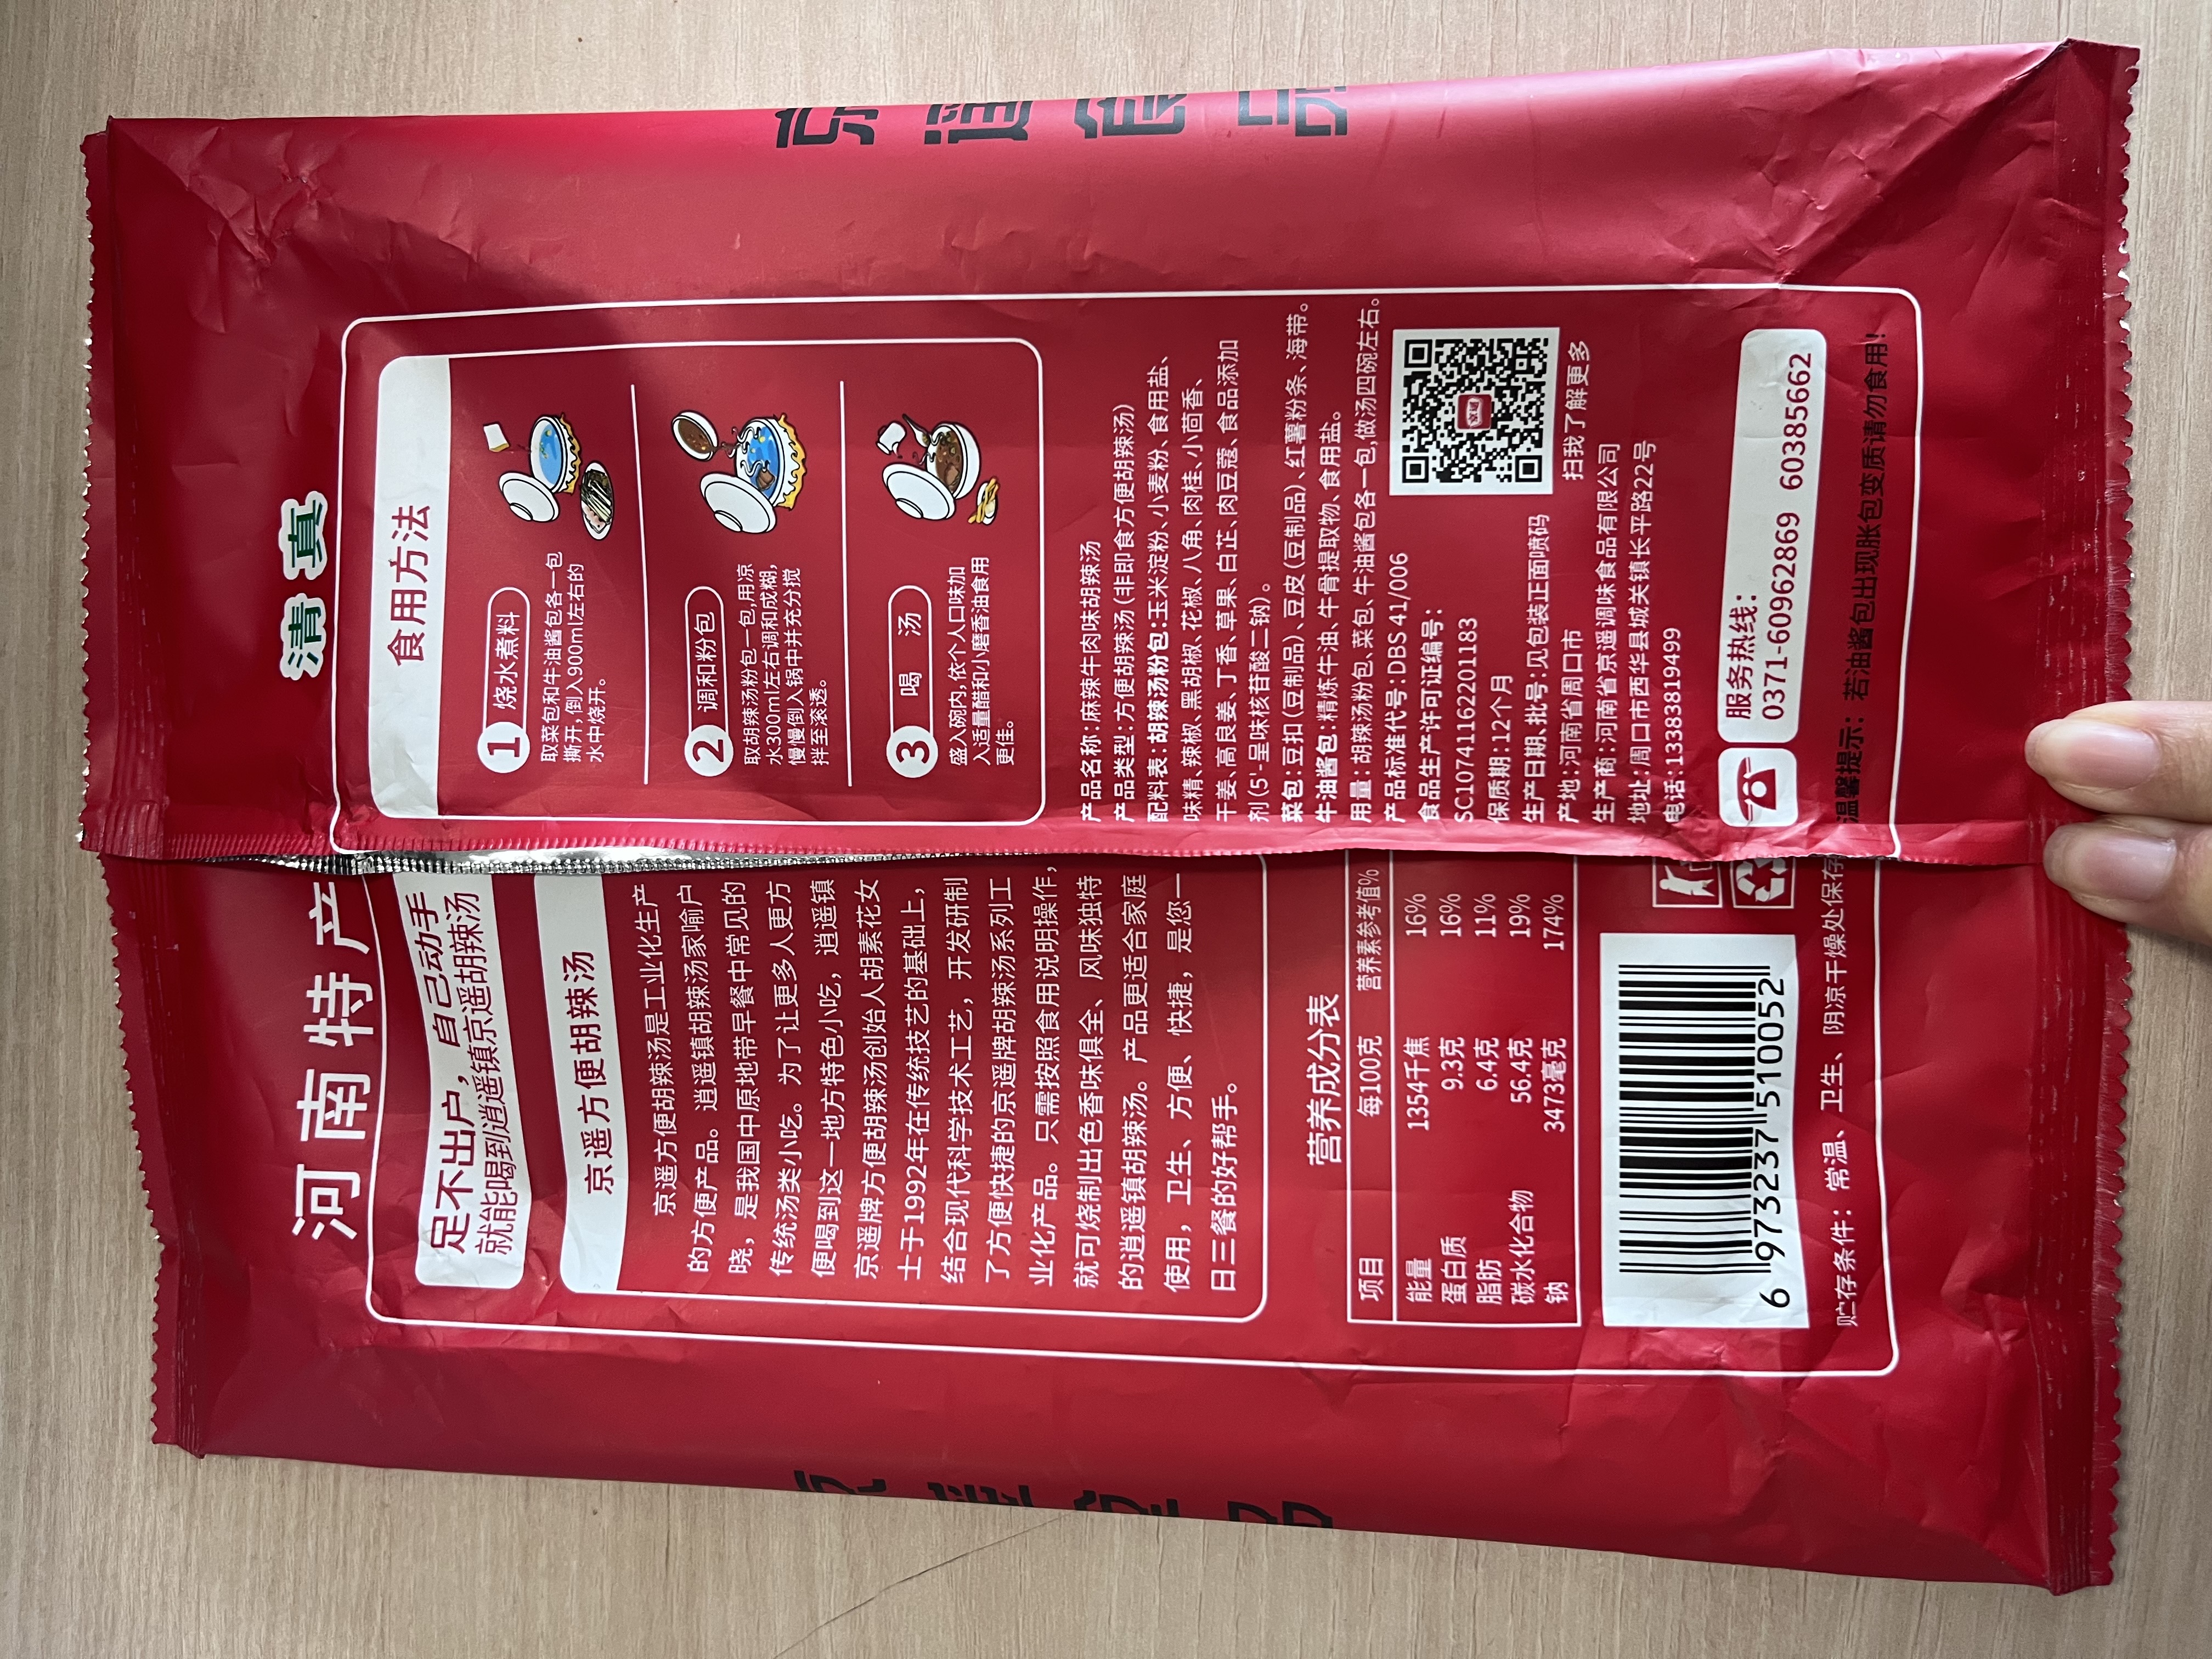 河南特产
清真
足不出户，自己动手
就能喝到逍遥镇京遥胡辣汤
京遥方便胡辣汤
京遥方便胡辣汤是工业化生产
的方便产品。逍遥镇胡辣汤家喻户
晓，是我国中原地带早餐中常见的
传统汤类小吃。为了让更多人更方
便喝到这一地方特色小吃，逍遥镇
京遥牌方便胡辣汤创始人胡素花女
士于1992年在传统技艺的基础上，
结合现代科学技术工艺，开发研制
了方便快捷的京遥牌胡辣汤系列工
业化产品。只需按照食用说明操作，
就可烧制出色香味俱全、风味独特
的逍遥镇胡辣汤。产品更适合家庭
使用，卫生、方便、快捷，是您一
日三餐的好帮手。
营养成分表
项目 每100克 营养素参考值%
能量 1354千焦 16%
蛋白质 9.3克 16%
脂肪 6.4克 11%
碳水化合物 56.4克 19%
钠 3473毫克 174%
6 973237 510052
贮存条件：常温、卫生、阴凉干燥处保存
食用方法
1 烧水煮料
取菜包和牛油酱包各一包
撕开,倒入900ml左右的
水中烧开。
2 调和粉包
取胡辣汤粉包一包,用凉
水300ml左右调和成糊,
慢慢倒入锅中并充分搅
拌至滚透。
3 喝 汤
盛入碗内,依个人口味加
入适量醋和小磨香油食用
更佳。
产品名称:麻辣牛肉味胡辣汤
产品类型:方便胡辣汤(非即食方便胡辣汤)
配料表:胡辣汤粉包:玉米淀粉、小麦粉、食用盐、
味精、辣椒、黑胡椒、花椒、八角、肉桂、小茴香、
干姜、高良姜、丁香、草果、白芷、肉豆蔻、食品添加
剂(5'-呈味核苷酸二钠)。
菜包:豆扣(豆制品)、豆皮(豆制品)、红薯粉条、海带。
牛油酱包:精炼牛油、牛骨提取物、食用盐。
用量:胡辣汤粉包、菜包、牛油酱包各一包,做汤四碗左右。
产品标准代号:DBS 41/006
食品生产许可证编号:
SC10741162201183
保质期:12个月
生产日期、批号:见包装正面喷码
产地:河南省周口市
生产商:河南省京遥调味食品有限公司
地址:周口市西华县城关镇长平路22号
电话:13383819499
扫我了解更多
服务热线：
0371-60962869 60385662
温馨提示：若油酱包出现胀包变质请勿食用!